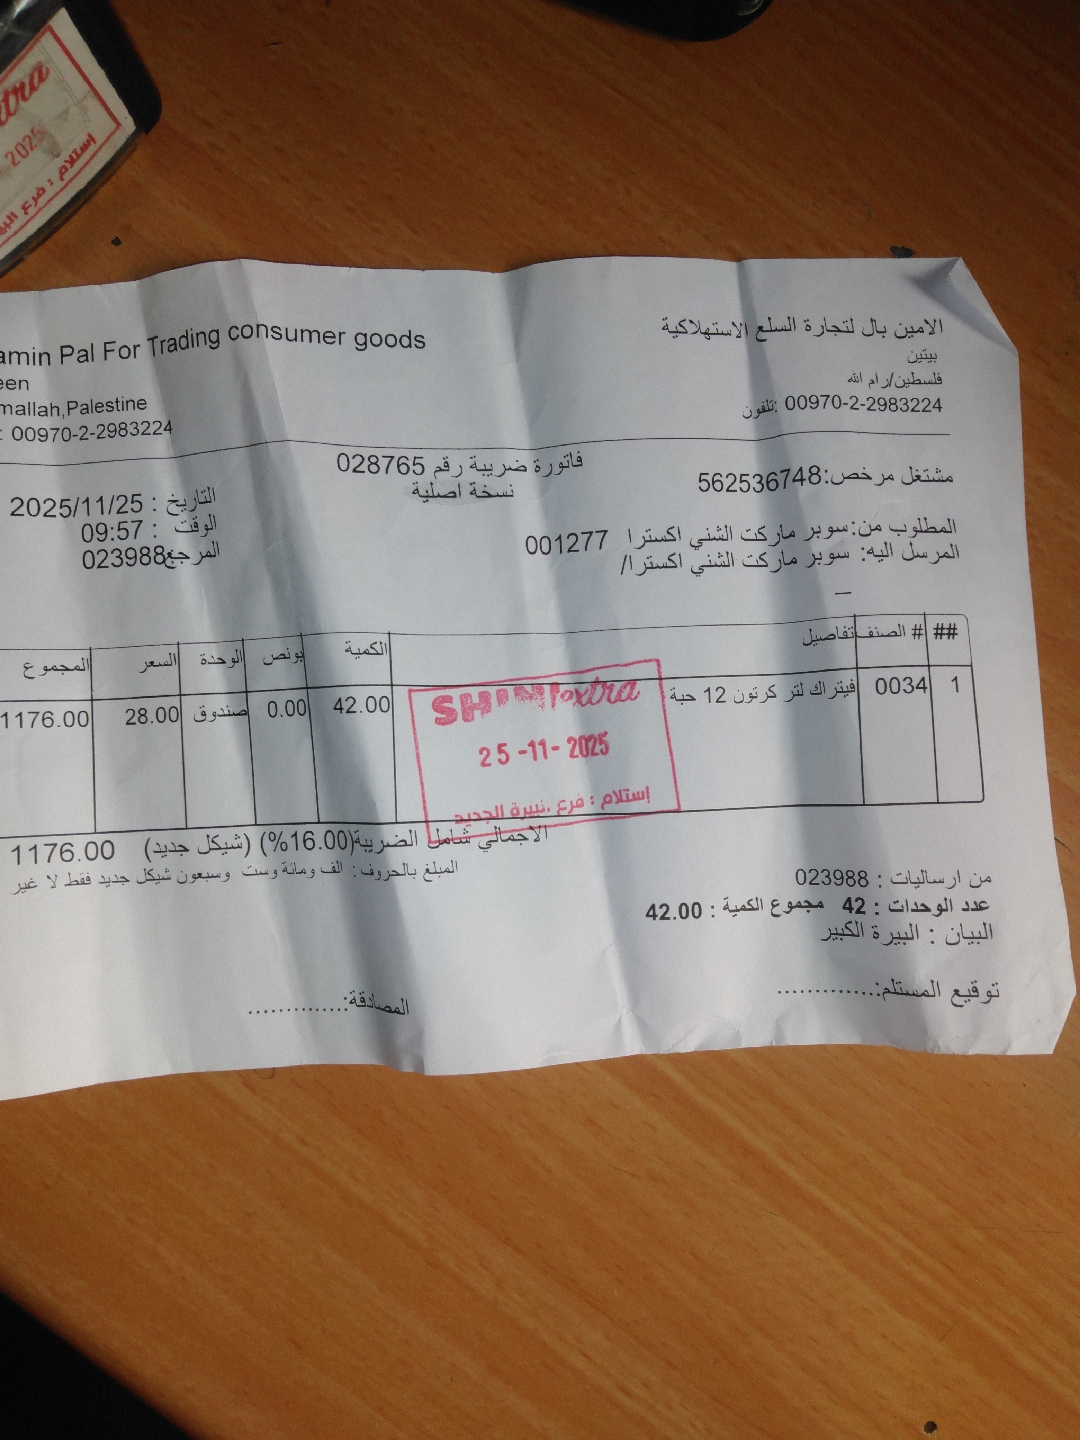 xtra
2025
إستلام : فرع
amin Pal For Trading consumer goods
een
mallah,Palestine
: 00970-2-2983224
الامين بال لتجارة السلع الاستهلاكية
بيتين
فلسطين/رام الله
تلفون: 00970-2-2983224
فاتورة ضريبة رقم 028765
نسخة اصلية
مشتغل مرخص:562536748
التاريخ : 2025/11/25
الوقت : 09:57
المرجع023988
المطلوب من:سوبر ماركت الشني اكسترا 001277
المرسل اليه: سوبر ماركت الشني اكسترا/
_
## # الصنف تفاصيل الكمية بونص الوحدة السعر المجموع
1 0034 فيتراك لتر كرتون 12 حبة 42.00 0.00 صندوق 28.00 1176.00
SHINI extra
25 -11- 2025
إستلام : فرع الجديد
الاجمالي شامل الضريبة(16.00%) (شيكل جديد) 1176.00
المبلغ بالحروف: الف ومائة وست وسبعون شيكل جديد فقط لا غير
من ارساليات : 023988
عدد الوحدات : 42 مجموع الكمية : 42.00
البيان : البيرة الكبير
توقيع المستلم:..............
المصادقة:..............